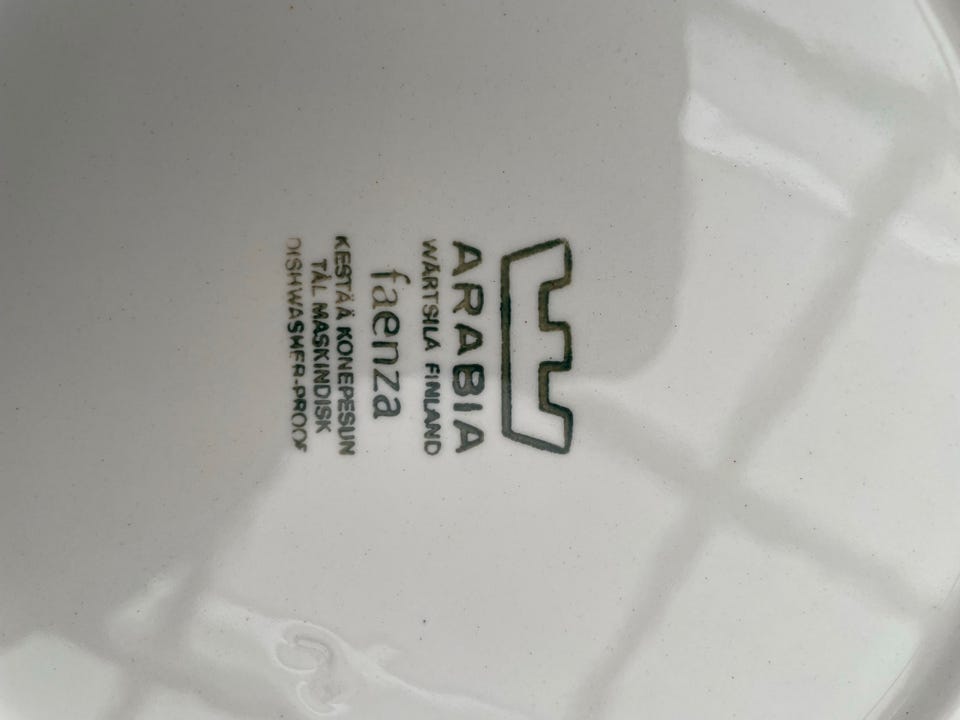 ARABIA
WÄRTSILÄ FINLAND
faenza
KESTÄÄ KONEPESUN
TÅL MASKINDISK
DISHWASHER-PROOF